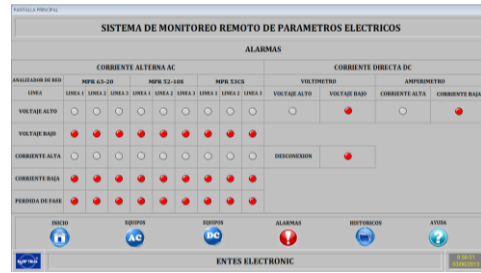 PANTALLA PRINCIPAL
SISTEMA DE MONITOREO REMOTO DE PARAMETROS ELECTRICOS
ALARMAS
CORRIENTE ALTERNA AC CORRIENTE DIRECTA DC
ANALIZADOR DE RED MPR 63-20 MPR 52-10S MPR 53CS VOLTIMETRO AMPERIMETRO
LINEA LINEA 1 LINEA 2 LINEA 3 LINEA 1 LINEA 2 LINEA 3 LINEA 1 LINEA 2 LINEA 3 VOLTAJE ALTO VOLTAJE BAJO CORRIENTE ALTA CORRIENTE BAJA
VOLTAJE ALTO
VOLTAJE BAJO
CORRIENTE ALTA DESCONEXION
CORRIENTE BAJA
PERDIDA DE FASE
INICIO EQUIPOS EQUIPOS ALARMAS HISTORICOS AYUDA
AC DC
ENTES ELECTRONIC